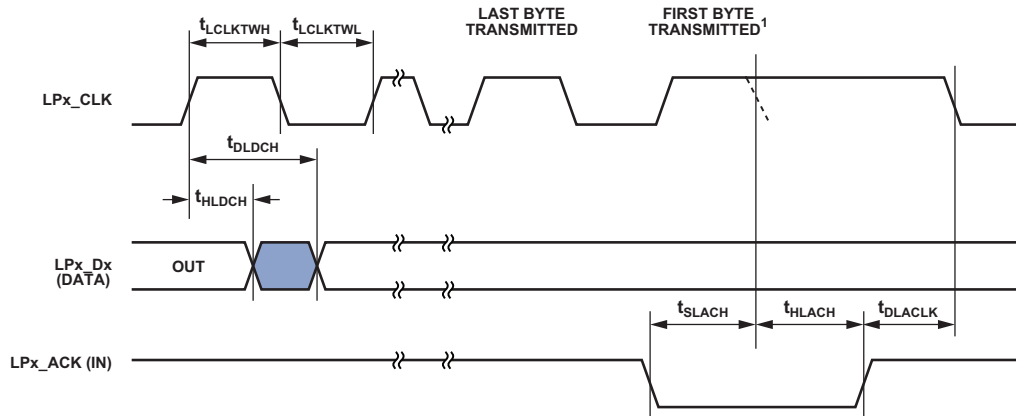 LAST BYTE
TRANSMITTED
FIRST BYTE
TRANSMITTED1
tLCLKTWH
tLCLKTWL
LPx_CLK
tDLDCH
tHLDCH
LPx_Dx
(DATA)
OUT
tSLACH
tHLACH
tDLACLK
LPx_ACK (IN)